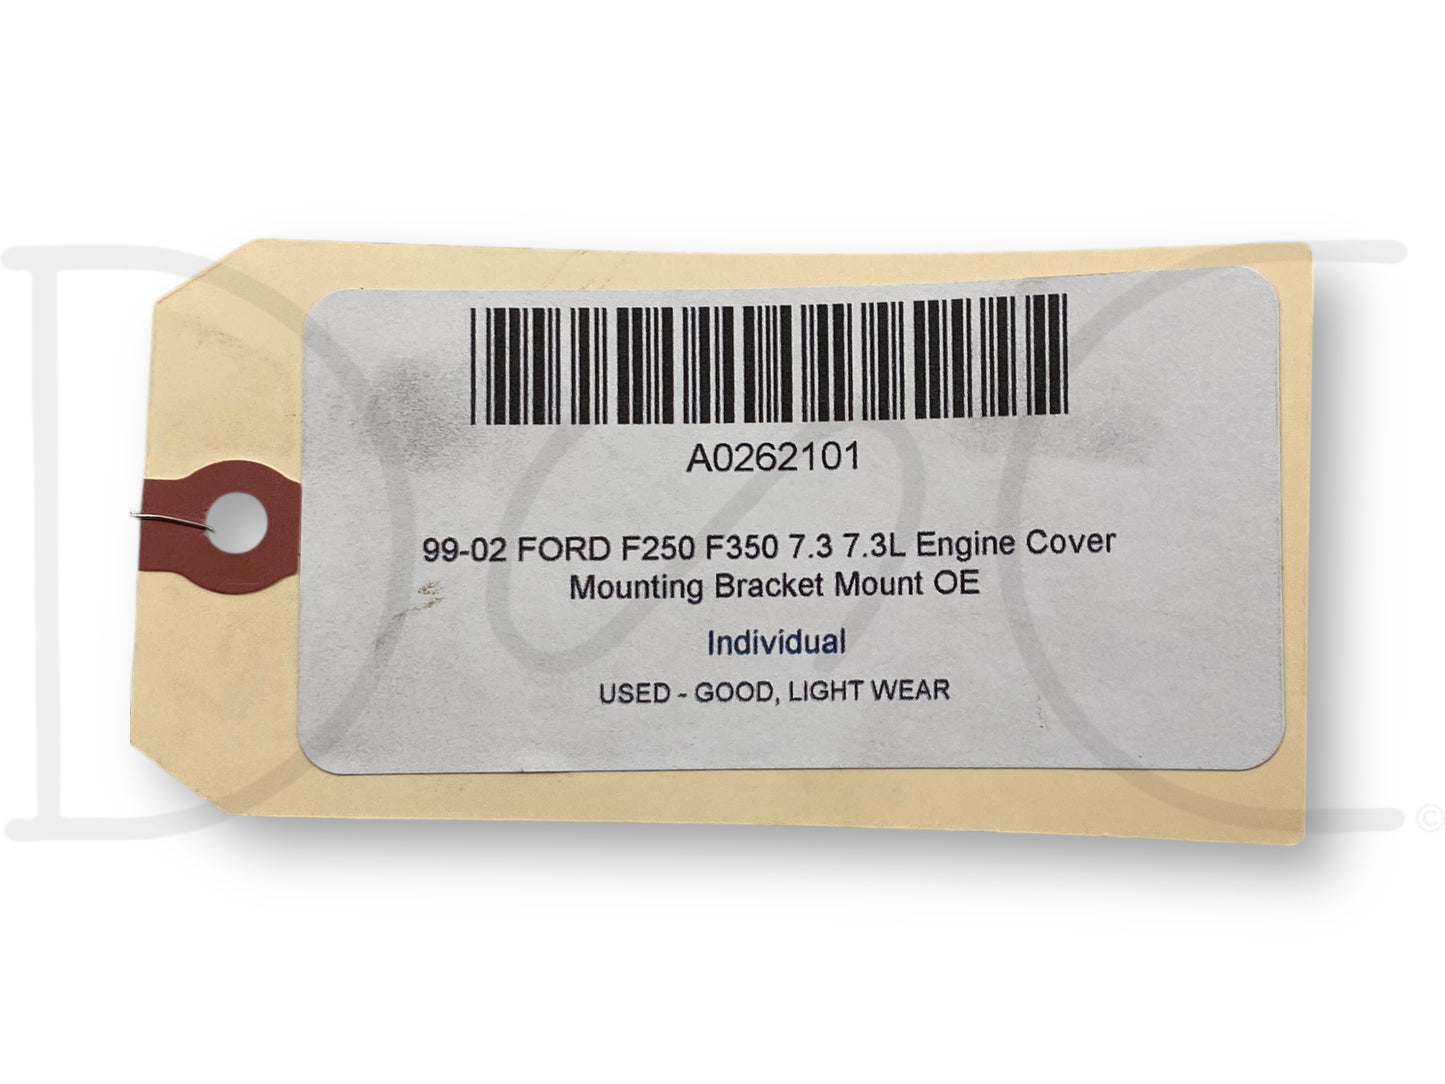 A0262101
99-02 FORD F250 F350 7.3 7.3L Engine Cover
Mounting Bracket Mount OE
Individual
USED - GOOD, LIGHT WEAR
©